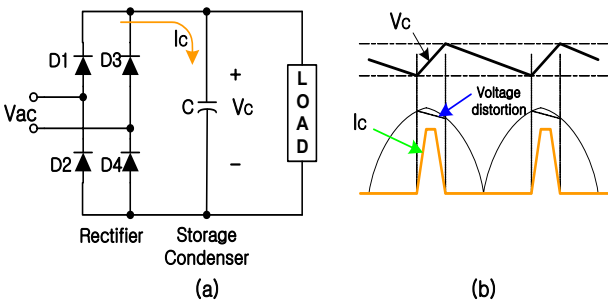 Ic
D1
D3
Vac
C
+
Vc
−
LOAD
D2
D4
Rectifier
Storage
Condenser
(a)
Vc
Voltage
distortion
Ic
(b)